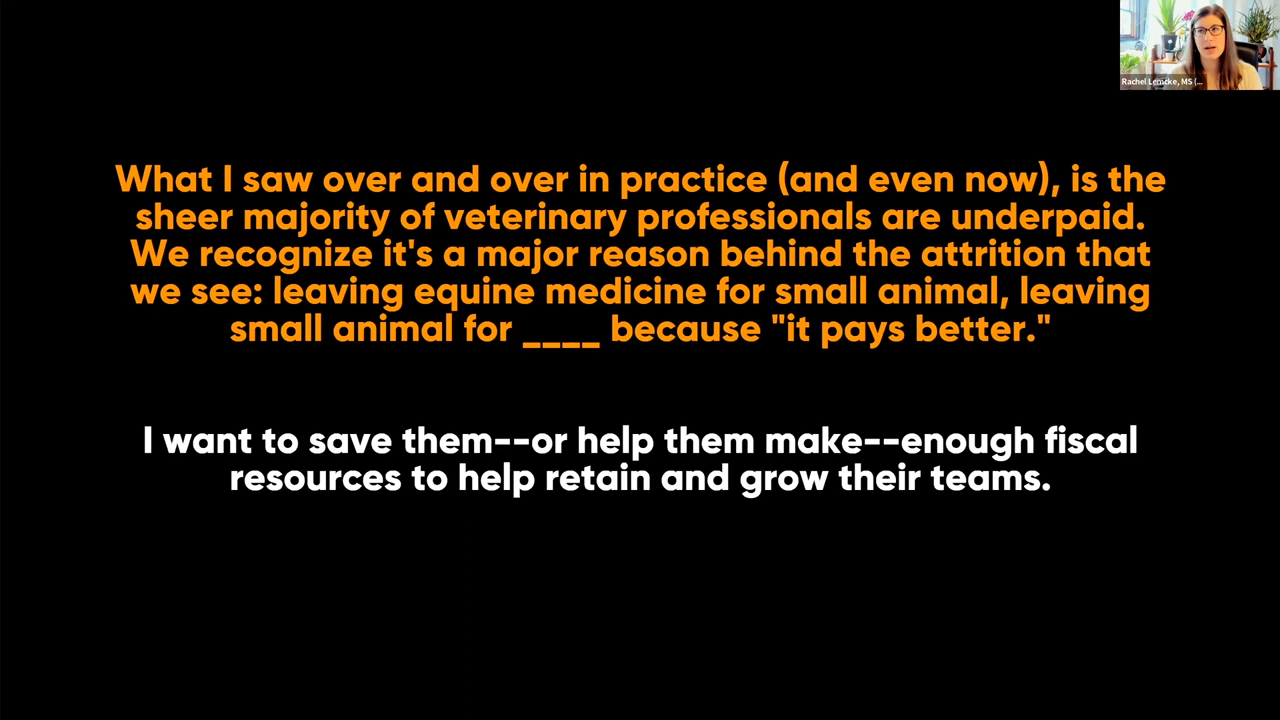 Rachel Lemcke, MS (...
What I saw over and over in practice (and even now), is the
sheer majority of veterinary professionals are underpaid.
We recognize it's a major reason behind the attrition that
we see: leaving equine medicine for small animal, leaving
small animal for ____ because "it pays better."
I want to save them--or help them make--enough fiscal
resources to help retain and grow their teams.